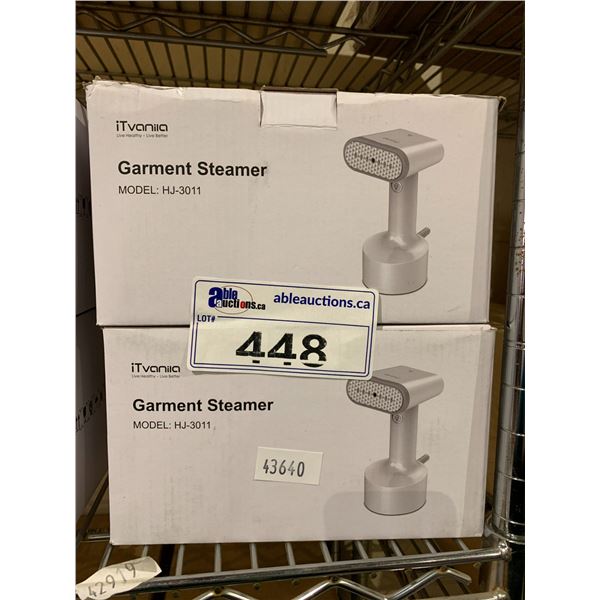 iTvanila
Live Healthy • Live Better
Garment Steamer
MODEL: HJ-3011
able auctions.ca
ableauctions.ca
LOT#
448
iTvanila
Live Healthy • Live Better
Garment Steamer
MODEL: HJ-3011
43640
42919